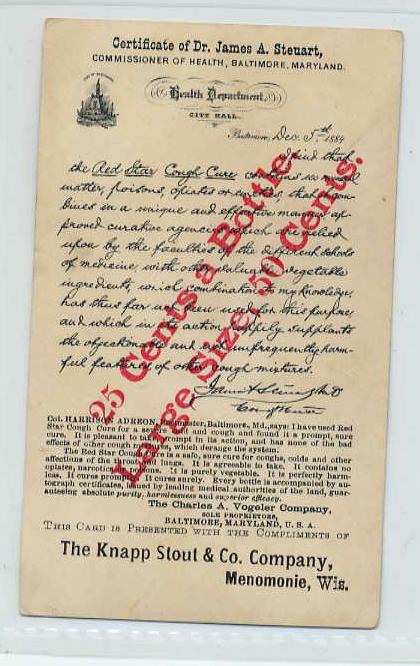 Certificate of Dr. James A. Steuart,
COMMISSIONER OF HEALTH, BALTIMORE, MARYLAND.
Health Department,
CITY HALL.
Baltimore, Dec. 5th 1884
I find that
the Red Star Cough Cure contains no
matter, poisons, opiates or emetics, that it com-
bines in a unique and effective manner ap-
proved curative agencies which are relied
upon by the faculties of the different schools
of medicine, with other valuable vegetable
ingredients, which combination to my knowledge,
has thus far not been used for this purpose,
and which in its action happily supplants
the objectionable and not unfrequently harm-
ful features of other cough mixtures.
James A Steuart MD
25 Cents a Bottle.
Large Size, 50 Cents.
Col. HARRISON ADREON, Baltimore, Md., says: I have used Red
Star Cough Cure for a severe cold and cough and found it a prompt, sure
cure. It is pleasant to take, prompt in its action, and has none of the bad
effects of other cough mixtures, which derange the system.
The Red Star Cough Cure is a safe, sure cure for coughs, colds and other
affections of the throat and lungs. It is agreeable to take. It contains no
opiates, narcotics it is purely vegetable. It is perfectly harm-
less. It cures promptly. It cures surely. Every bottle is accompanied by au-
tograph certificates, signed by leading medical authorities of the land, guar-
anteeing absolute purity, harmlessness and superior efficacy.
The Charles A. Vogeler Company,
SOLE PROPRIETORS,
BALTIMORE, MARYLAND, U. S. A.
THIS CARD IS PRESENTED WITH THE COMPLIMENTS OF
The Knapp Stout & Co. Company,
Menomonie, Wis.